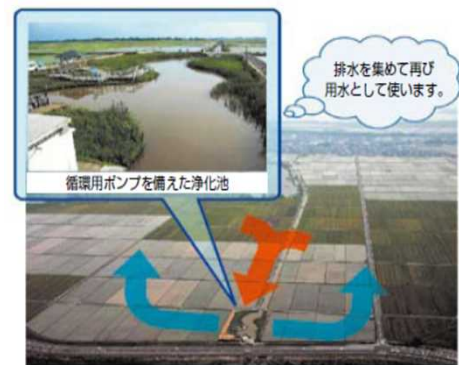 排水を集めて再び
用水として使います。
循環用ポンプを備えた浄化池